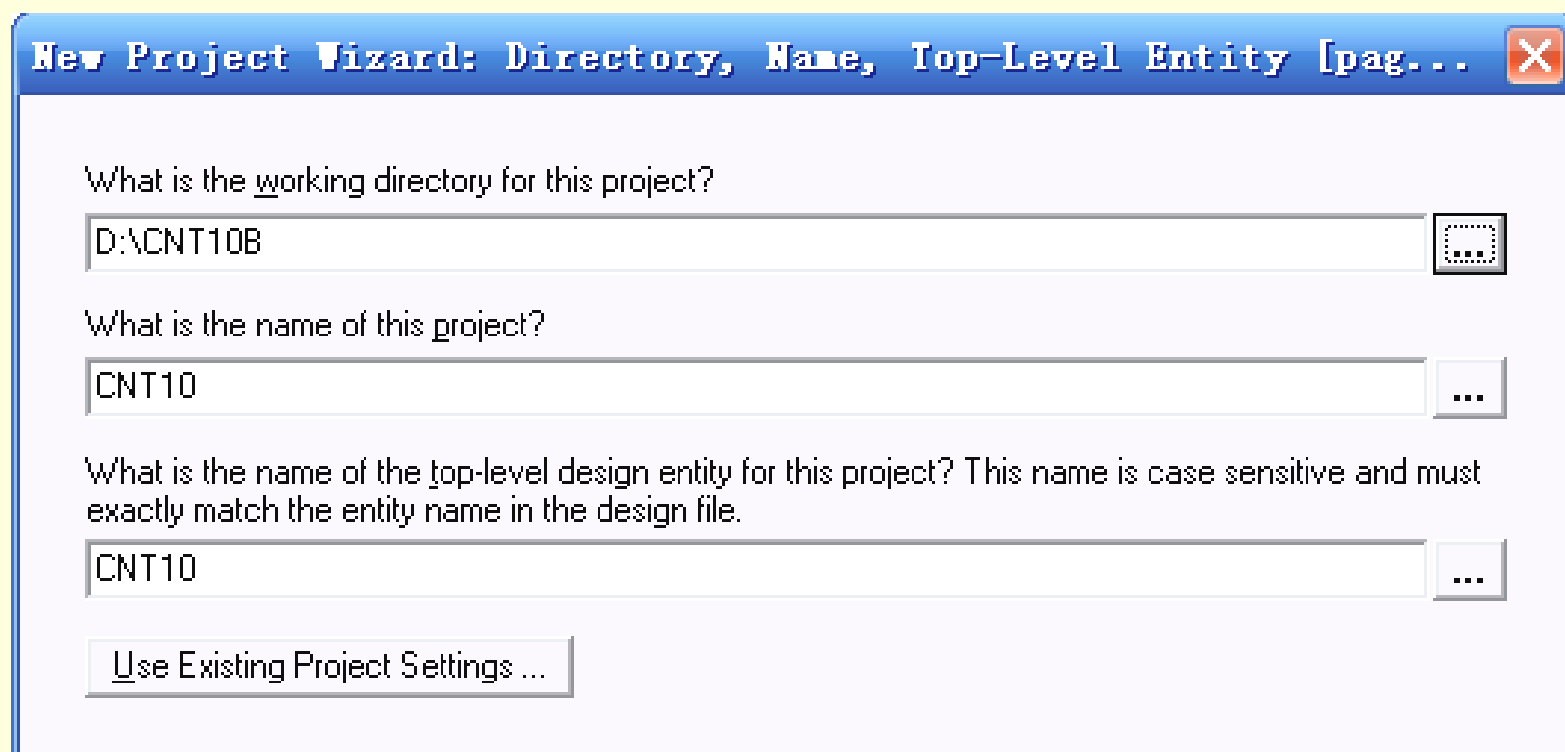 New Project Wizard: Directory, Name, Top-Level Entity [pag...
What is the working directory for this project?
D:\CNT10B
...
What is the name of this project?
CNT10
...
What is the name of the top-level design entity for this project? This name is case sensitive and must
exactly match the entity name in the design file.
CNT10
...
Use Existing Project Settings ...